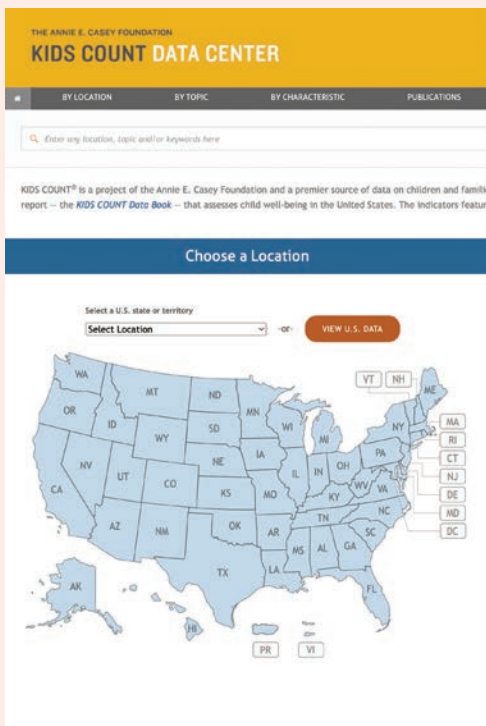 THE ANNIE E. CASEY FOUNDATION
KIDS COUNT DATA CENTER
BY LOCATION BY TOPIC BY CHARACTERISTIC PUBLICATIONS
Enter any location, topic and/or keywords here
KIDS COUNT® is a project of the Annie E. Casey Foundation and a premier source of data on children and famili
report — the KIDS COUNT Data Book — that assesses child well-being in the United States. The indicators featur
Choose a Location
Select a U.S. state or territory
Select Location -or- VIEW U.S. DATA
WA MT ND MN VT NH ME
OR ID WY SD WI MI NY MA
RI
NV UT CO NE IA IL IN OH PA CT
NJ
CA KS MO KY WV VA DE
MD
AZ NM OK AR TN NC DC
TX LA MS AL GA SC
FL
AK HI PR VI